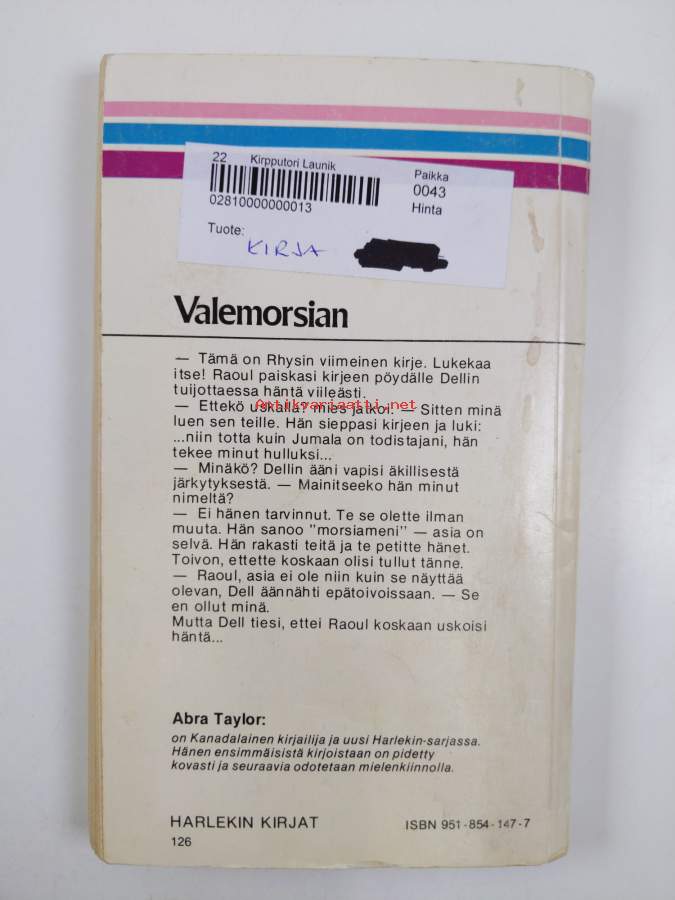 22 Kirpputori Launik
Paikka
0043
02810000000013
Hinta
Tuote:
KIRJA
Valemorsian
— Tämä on Rhysin viimeinen kirje. Lukekaa
itse! Raoul paiskasi kirjeen pöydälle Dellin
tuijottaessa häntä viileästi.
Antikvariaatti.net
— Ettekö uskalla? mies jatkoi. — Sitten minä
luen sen teille. Hän sieppasi kirjeen ja luki:
...niin totta kuin Jumala on todistajani, hän
tekee minut hulluksi...
— Minäkö? Dellin ääni vapisi äkillisestä
järkytyksestä. — Mainitseeko hän minut
nimeltä?
— Ei hänen tarvinnut. Te se olette ilman
muuta. Hän sanoo "morsiameni" — asia on
selvä. Hän rakasti teitä ja te petitte hänet.
Toivon, ettette koskaan olisi tullut tänne.
— Raoul, asia ei ole niin kuin se näyttää
olevan, Dell äännähti epätoivoissaan. — Se
en ollut minä.
Mutta Dell tiesi, ettei Raoul koskaan uskoisi
häntä...
Abra Taylor:
on Kanadalainen kirjailija ja uusi Harlekin-sarjassa.
Hänen ensimmäisistä kirjoistaan on pidetty
kovasti ja seuraavia odotetaan mielenkiinnolla.
HARLEKIN KIRJAT
ISBN 951-854-147-7
126